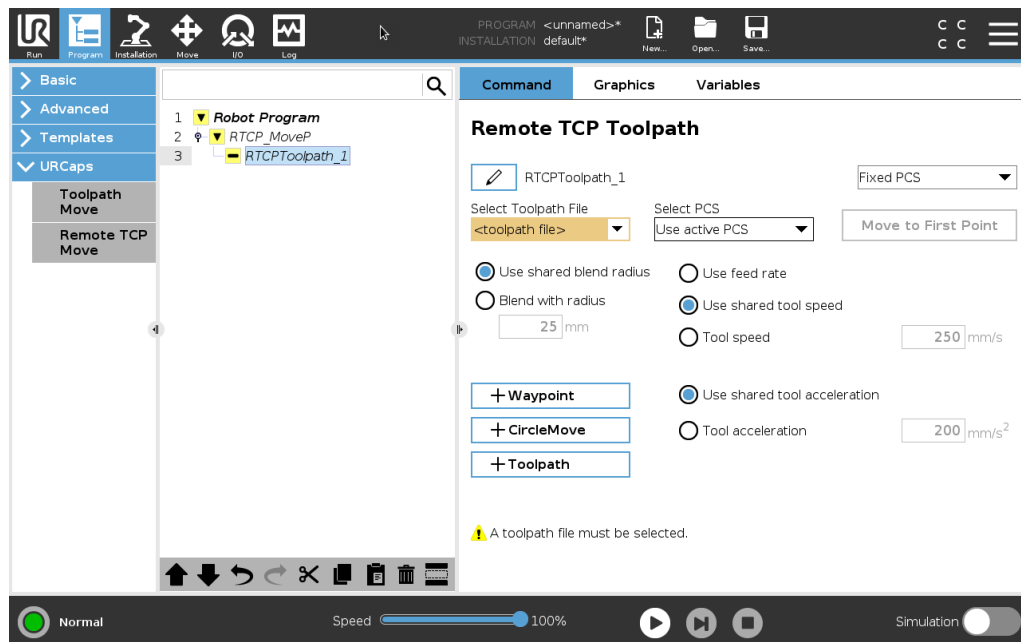 PROGRAM <unnamed>*
INSTALLATION default*
Run
Program
Installation
Move
I/O
Log
New...
Open...
Save...
C C
C C
Basic
Advanced
Templates
URCaps
Toolpath
Move
Remote TCP
Move
1 Robot Program
2 RTCP_MoveP
3 RTCPToolpath_1
Command Graphics Variables
Remote TCP Toolpath
RTCPToolpath_1
Fixed PCS
Select Toolpath File
Select PCS
<toolpath file>
Use active PCS
Move to First Point
Use shared blend radius
Use feed rate
Blend with radius
Use shared tool speed
25 mm
Tool speed
250 mm/s
+Waypoint
Use shared tool acceleration
+CircleMove
Tool acceleration
200 mm/s²
+Toolpath
A toolpath file must be selected.
Normal
Speed
100%
Simulation